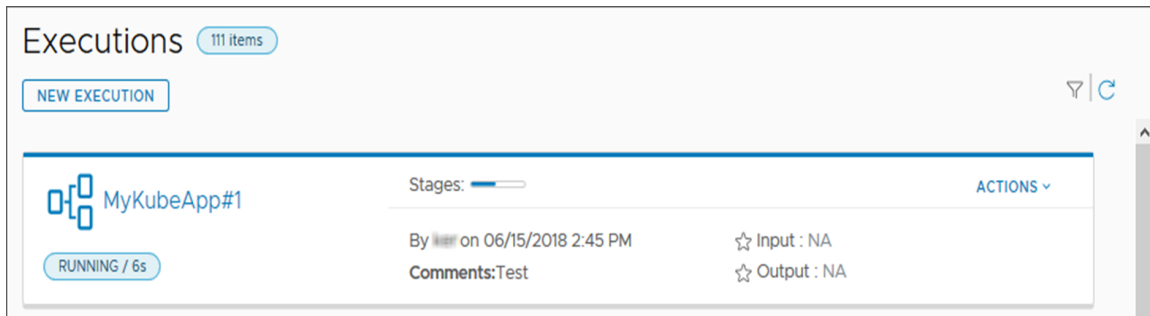 Executions 111 items
NEW EXECUTION
MyKubeApp#1
RUNNING / 6s
Stages:
ACTIONS
By on 06/15/2018 2:45 PM
Comments:Test
Input : NA
Output : NA